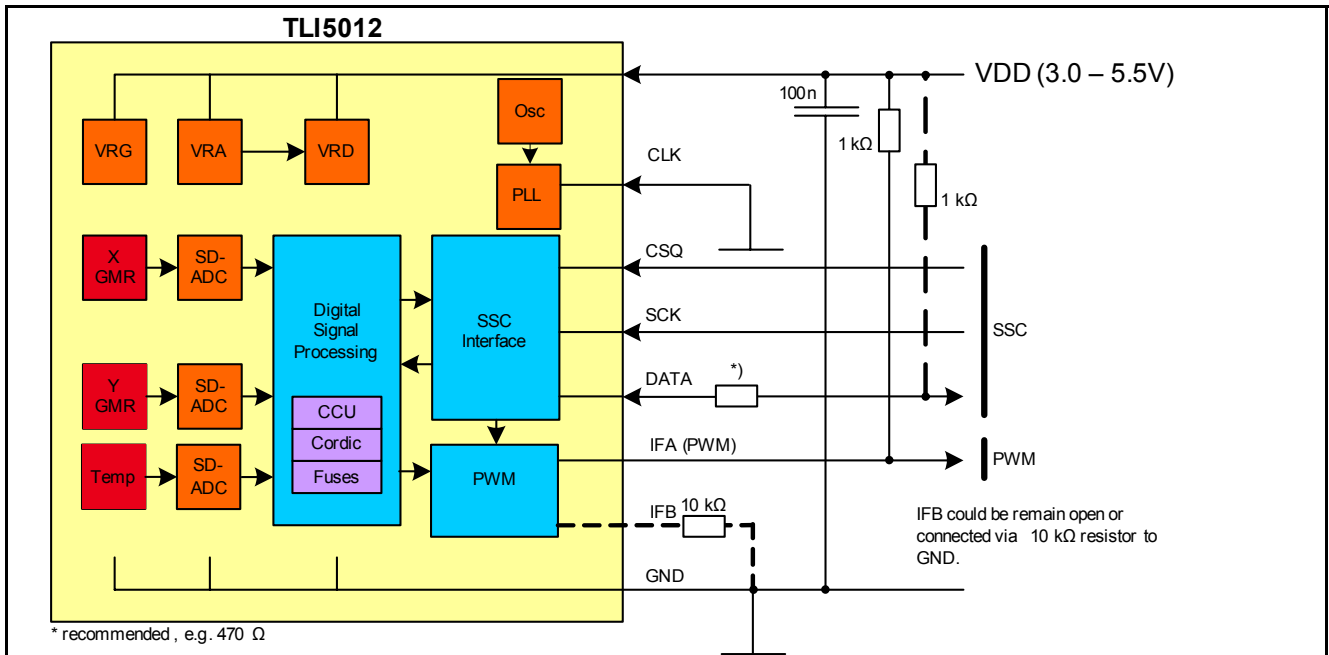 TLI5012
VDD (3.0 – 5.5V)
100n
Osc
1 kΩ
VRG
VRA
VRD
CLK
PLL
1 kΩ
X
GMR
SD-
ADC
CSQ
Digital
Signal
Processing
SSC
Interface
SCK
SSC
Y
GMR
SD-
ADC
DATA
*)
CCU
Cordic
Fuses
IFA (PWM)
Temp
SD-
ADC
PWM
PWM
IFB
10 kΩ
IFB could be remain open or
connected via 10 kΩ resistor to
GND.
GND
* recommended , e.g. 470 Ω